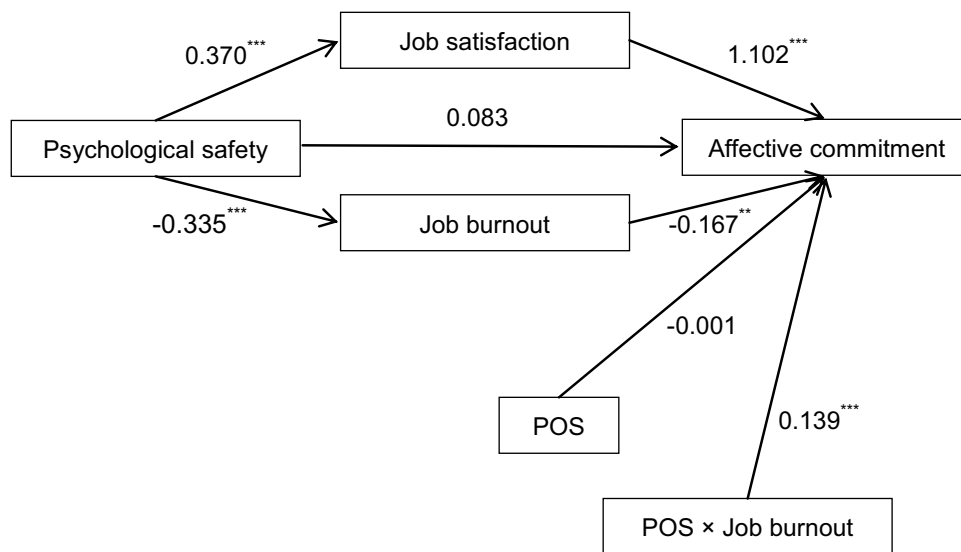 Job satisfaction
0.370***
1.102***
0.083
Psychological safety
Affective commitment
-0.335***
Job burnout
-0.167**
-0.001
POS
0.139***
POS × Job burnout